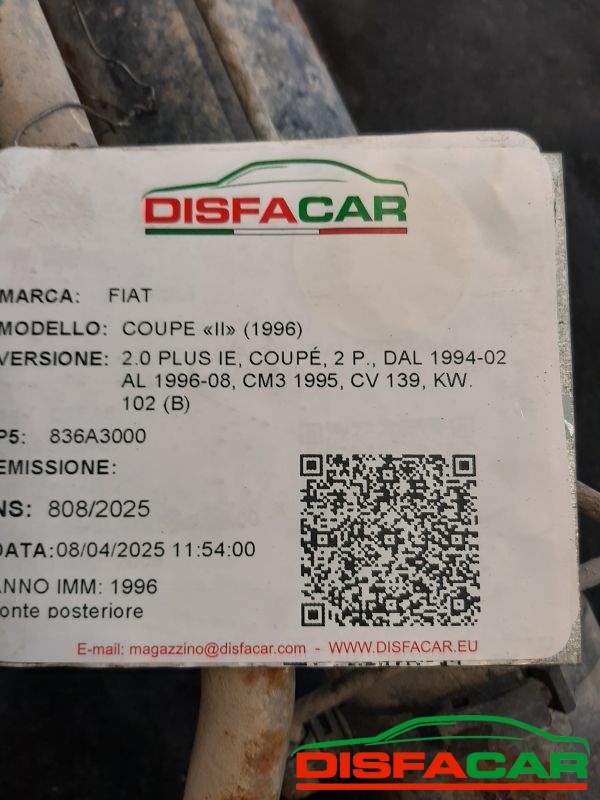 DISFACAR
MARCA: FIAT
MODELLO: COUPE «II» (1996)
VERSIONE: 2.0 PLUS IE, COUPÉ, 2 P., DAL 1994-02
AL 1996-08, CM3 1995, CV 139, KW.
102 (B)
P5: 836A3000
EMISSIONE:
NS: 808/2025
DATA:08/04/2025 11:54:00
ANNO IMM: 1996
ponte posteriore
E-mail: magazzino@disfacar.com - WWW.DISFACAR.EU
DISFACAR